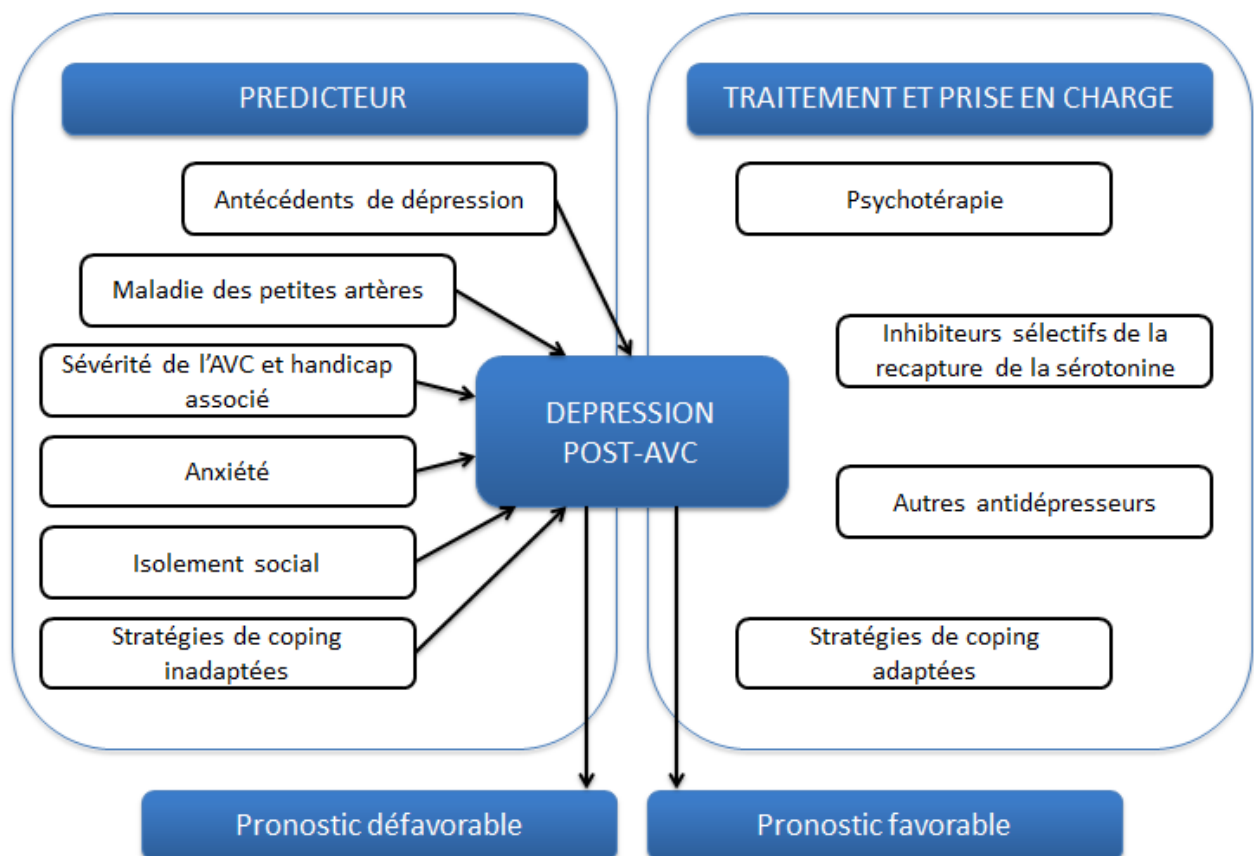 PREDICTEUR
Antécédents de dépression
Maladie des petites artères
Sévérité de l'AVC et handicap
associé
Anxiété
Isolement social
Stratégies de coping
inadaptées
DEPRESSION
POST-AVC
TRAITEMENT ET PRISE EN CHARGE
Psychotérapie
Inhibiteurs sélectifs de la
recapture de la sérotonine
Autres antidépresseurs
Stratégies de coping
adaptées
Pronostic défavorable
Pronostic favorable